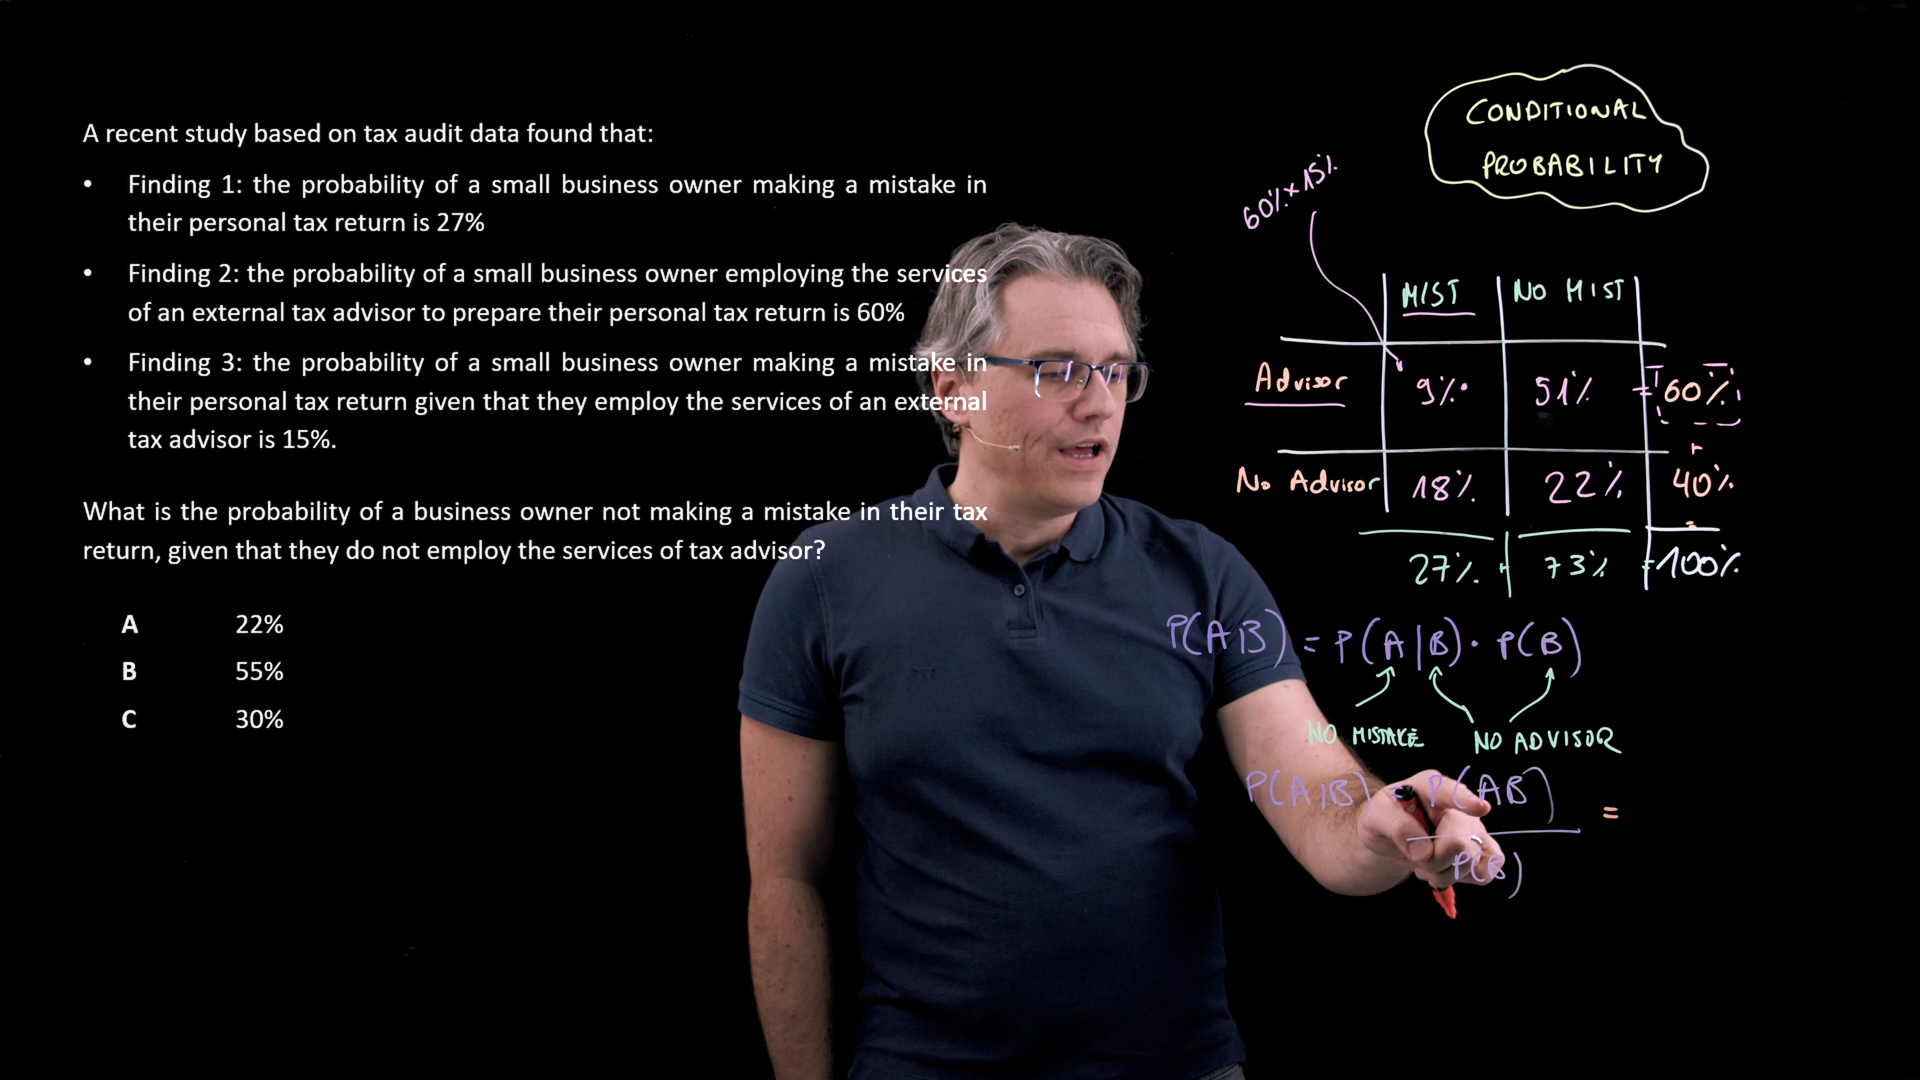 A recent study based on tax audit data found that:
• Finding 1: the probability of a small business owner making a mistake in
their personal tax return is 27%
• Finding 2: the probability of a small business owner employing the services
of an external tax advisor to prepare their personal tax return is 60%
• Finding 3: the probability of a small business owner making a mistake in
their personal tax return given that they employ the services of an external
tax advisor is 15%.
What is the probability of a business owner not making a mistake in their tax
return, given that they do not employ the services of tax advisor?
A 22%
B 55%
C 30%
CONDITIONAL
PROBABILITY
60% x 15%
MIST NO MIST
Advisor 9% 51% = 60%
+
No Advisor 18% 22% 40%
=
27% + 73% = 100%
P(AB) = P(A|B) · P(B)
NO MISTAKE NO ADVISOR
P(A|B) = P(AB) =
P(B)